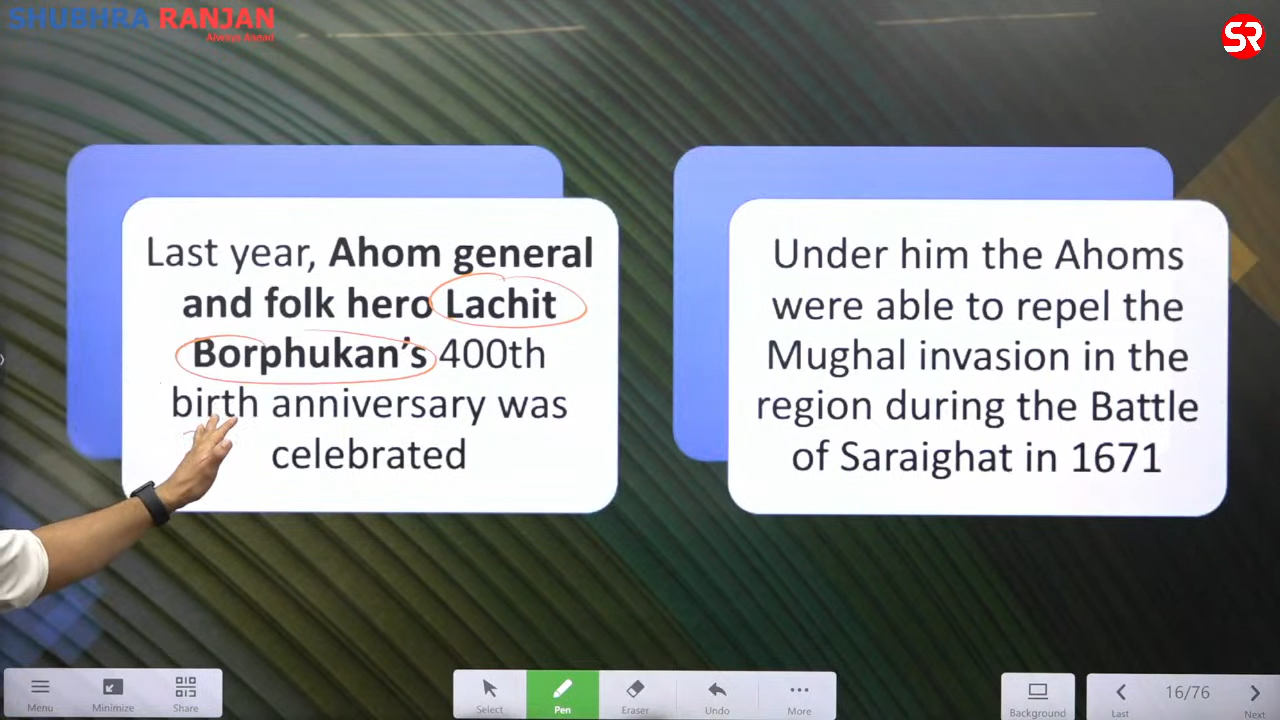 SHUBHRA RANJAN
Always Ahead
SR
Last year, Ahom general
and folk hero Lachit
Borphukan's 400th
birth anniversary was
celebrated
Under him the Ahoms
were able to repel the
Mughal invasion in the
region during the Battle
of Saraighat in 1671
Menu
Minimize
Share
Select
Pen
Eraser
Undo
More
Background
Last
16/76
Next